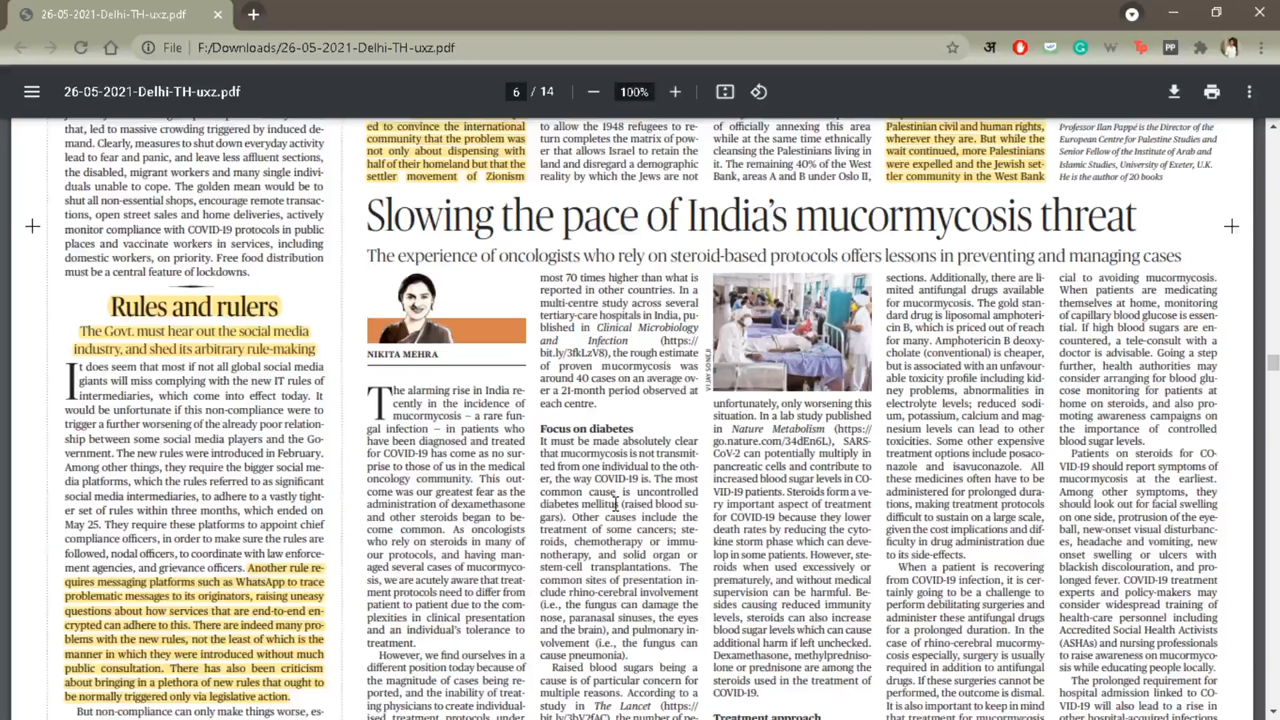 26-05-2021-Delhi-TH-uxz.pdf
File
F:/Downloads/26-05-2021-Delhi-TH-uxz.pdf
अ
W
Tp
PP
26-05-2021-Delhi-TH-uxz.pdf
6 / 14
100%
that, led to massive crowding triggered by induced de-
mand. Clearly, measures to shut down everyday activity
lead to fear and panic, and leave less affluent sections,
the disabled, migrant workers and many single indivi-
duals unable to cope. The golden mean would be to
shut all non-essential shops, encourage remote transac-
tions, open street sales and home deliveries, actively
monitor compliance with COVID-19 protocols in public
places and vaccinate workers in services, including
domestic workers, on priority. Free food distribution
must be a central feature of lockdowns.
Rules and rulers
The Govt. must hear out the social media
industry, and shed its arbitrary rule-making
It does seem that most if not all global social media
giants will miss complying with the new IT rules of
intermediaries, which come into effect today. It
would be unfortunate if this non-compliance were to
trigger a further worsening of the already poor relation-
ship between some social media players and the Go-
vernment. The new rules were introduced in February.
Among other things, they require the bigger social me-
dia platforms, which the rules referred to as significant
social media intermediaries, to adhere to a vastly tight-
er set of rules within three months, which ended on
May 25. They require these platforms to appoint chief
compliance officers, in order to make sure the rules are
followed, nodal officers, to coordinate with law enforce-
ment agencies, and grievance officers. Another rule re-
quires messaging platforms such as WhatsApp to trace
problematic messages to its originators, raising uneasy
questions about how services that are end-to-end en-
crypted can adhere to this. There are indeed many pro-
blems with the new rules, not the least of which is the
manner in which they were introduced without much
public consultation. There has also been criticism
about bringing in a plethora of new rules that ought to
be normally triggered only via legislative action.
But non-compliance can only make things worse, es-
ed to convince the international
community that the problem was
not only about dispensing with
half of their homeland but that the
settler movement of Zionism
to allow the 1948 refugees to re-
turn completes the matrix of pow-
er that allows Israel to retain the
land and disregard a demographic
reality by which the Jews are not
of officially annexing this area
while at the same time ethnically
cleansing the Palestinians living in
it. The remaining 40% of the West
Bank, areas A and B under Oslo II,
Palestinian civil and human rights,
wherever they are. But while the
wait continued, more Palestinians
were expelled and the Jewish set-
tler community in the West Bank
Professor Ilan Pappé is the Director of the
European Centre for Palestine Studies and
Senior Fellow of the Institute of Arab and
Islamic Studies, University of Exeter, U.K.
He is the author of 20 books
Slowing the pace of India's mucormycosis threat
The experience of oncologists who rely on steroid-based protocols offers lessons in preventing and managing cases
NIKITA MEHRA
The alarming rise in India re-
cently in the incidence of
mucormycosis – a rare fun-
gal infection – in patients who
have been diagnosed and treated
for COVID-19 has come as no sur-
prise to those of us in the medical
oncology community. This out-
come was our greatest fear as the
administration of dexamethasone
and other steroids began to be-
come common. As oncologists
who rely on steroids in many of
our protocols, and having man-
aged several cases of mucormyco-
sis, we are acutely aware that treat-
ment protocols need to differ from
patient to patient due to the com-
plexities in clinical presentation
and an individual's tolerance to
treatment.
However, we find ourselves in a
different position today because of
the magnitude of cases being re-
ported, and the inability of treat-
ing physicians to create individual-
ised treatment protocols under
most 70 times higher than what is
reported in other countries. In a
multi-centre study across several
tertiary-care hospitals in India, pu-
blished in Clinical Microbiology
and Infection (https://
bit.ly/3fkLzV8), the rough estimate
of proven mucormycosis was
around 40 cases on an average ov-
er a 21-month period observed at
each centre.
Focus on diabetes
It must be made absolutely clear
that mucormycosis is not transmit-
ted from one individual to the oth-
er, the way COVID-19 is. The most
common cause is uncontrolled
diabetes mellitus (raised blood su-
gars). Other causes include the
treatment of some cancers; ste-
roids, chemotherapy or immu-
notherapy, and solid organ or
stem-cell transplantations. The
common sites of presentation in-
clude rhino-cerebral involvement
(i.e., the fungus can damage the
nose, paranasal sinuses, the eyes
and the brain), and pulmonary in-
volvement (i.e., the fungus can
cause pneumonia).
Raised blood sugars being a
cause is of particular concern for
multiple reasons. According to a
study in The Lancet (https://
bit.ly/3bV2fAC), the number of pe-
VIJAY SONEJI
unfortunately, only worsening this
situation. In a lab study published
in Nature Metabolism (https://
go.nature.com/34dEn6L), SARS-
CoV-2 can potentially multiply in
pancreatic cells and contribute to
increased blood sugar levels in CO-
VID-19 patients. Steroids form a ve-
ry important aspect of treatment
for COVID-19 because they lower
death rates by reducing the cyto-
kine storm phase which can deve-
lop in some patients. However, ste-
roids when used excessively or
prematurely, and without medical
supervision can be harmful. Be-
sides causing reduced immunity
levels, steroids can also increase
blood sugar levels which can cause
additional harm if left unchecked.
Dexamethasone, methylpredniso-
lone or prednisone are among the
steroids used in the treatment of
COVID-19.
Treatment approach
sections. Additionally, there are li-
mited antifungal drugs available
for mucormycosis. The gold stan-
dard drug is liposomal amphoteri-
cin B, which is priced out of reach
for many. Amphotericin B deoxy-
cholate (conventional) is cheaper,
but is associated with an unfavour-
able toxicity profile including kid-
ney problems, abnormalities in
electrolyte levels; reduced sodi-
um, potassium, calcium and mag-
nesium levels can lead to other
toxicities. Some other expensive
treatment options include posaco-
nazole and isavuconazole. All
these medicines often have to be
administered for prolonged dura-
tions, making treatment protocols
difficult to sustain on a large scale,
given the cost implications and dif-
ficulty in drug administration due
to its side-effects.
When a patient is recovering
from COVID-19 infection, it is cer-
tainly going to be a challenge to
perform debilitating surgeries and
administer these antifungal drugs
for a prolonged duration. In the
case of rhino-cerebral mucormy-
cosis especially, surgery is usually
required in addition to antifungal
drugs. If these surgeries cannot be
performed, the outcome is dismal.
It is also important to keep in mind
that treatment for mucormycosis
cial to avoiding mucormycosis.
When patients are medicating
themselves at home, monitoring
of capillary blood glucose is essen-
tial. If high blood sugars are en-
countered, a tele-consult with a
doctor is advisable. Going a step
further, health authorities may
consider arranging for blood glu-
cose monitoring for patients at
home on steroids, and also pro-
moting awareness campaigns on
the importance of controlled
blood sugar levels.
Patients on steroids for CO-
VID-19 should report symptoms of
mucormycosis at the earliest.
Among other symptoms, they
should look out for facial swelling
on one side, protrusion of the eye-
ball, new-onset visual disturbanc-
es, headache and vomiting, new
onset swelling or ulcers with
blackish discolouration, and pro-
longed fever. COVID-19 treatment
experts and policy-makers may
consider widespread training of
health-care personnel including
Accredited Social Health Activists
(ASHAs) and nursing professionals
to raise awareness on mucormyco-
sis while educating people locally.
The prolonged requirement for
hospital admission linked to CO-
VID-19 will also lead to a rise in
other hospital-acquired infections